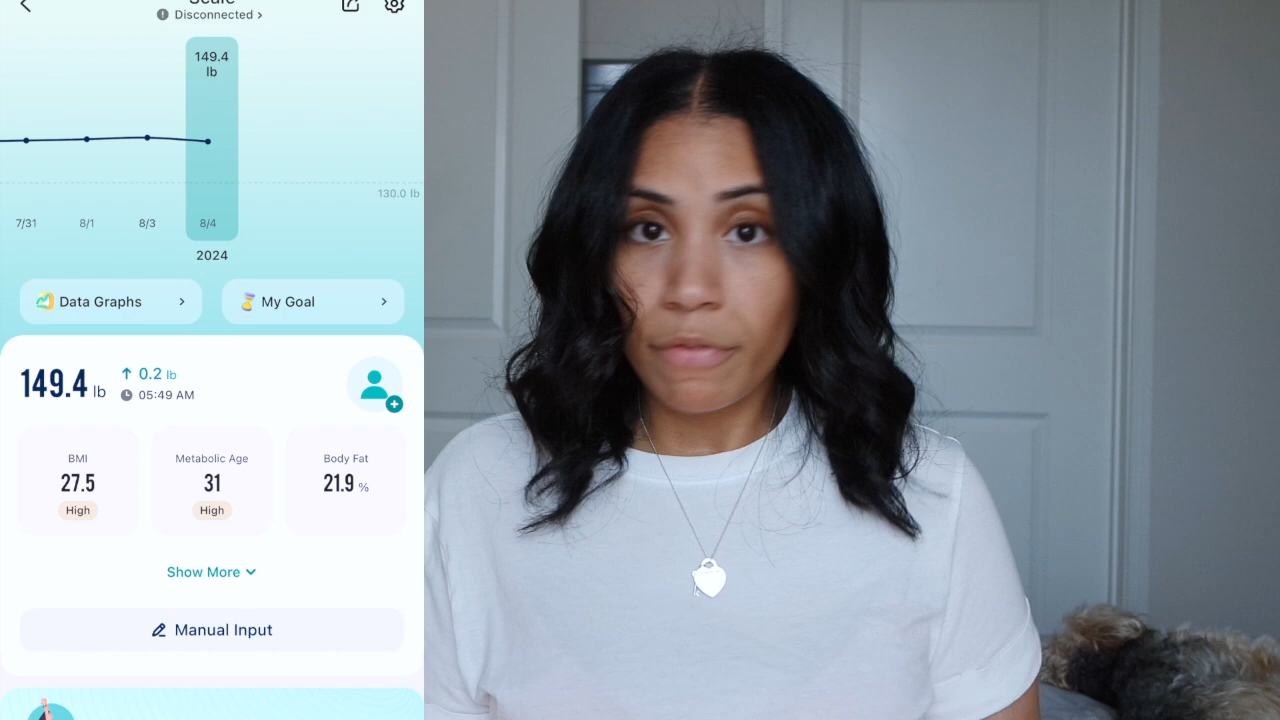 Scale
Disconnected >
149.4
lb
130.0 lb
7/31
8/1
8/3
8/4
2024
Data Graphs >
My Goal >
149.4 lb
↑ 0.2 lb
05:49 AM
BMI
27.5
High
Metabolic Age
31
High
Body Fat
21.9 %
Show More
Manual Input